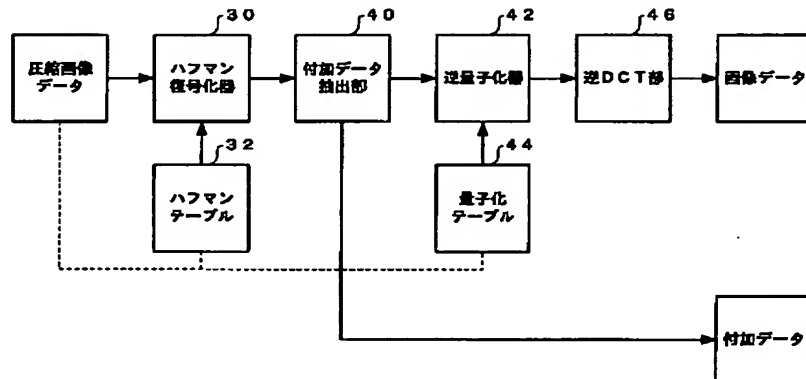 30
40
42
46
圧縮画像
データ
ハフマン
復号化器
付加データ
抽出部
逆量子化器
逆DCT部
画像データ
32
44
ハフマン
テーブル
量子化
テーブル
付加データ